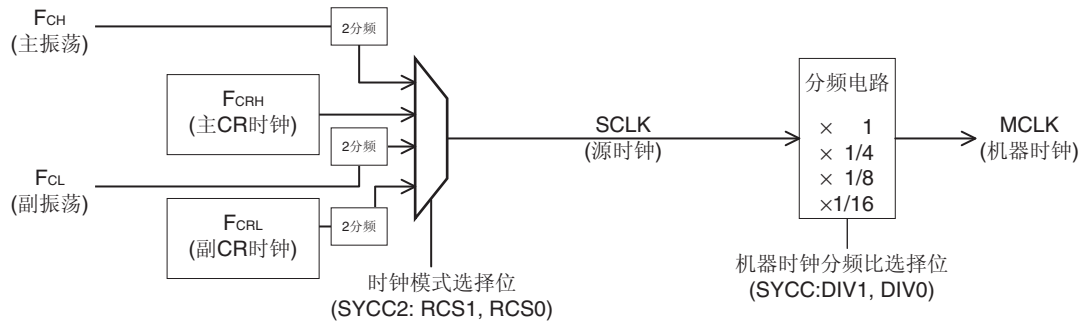 FCH
(主振荡)
2分频
FCRH
(主CR时钟)
2分频
FCL
(副振荡)
FCRL
(副CR时钟)
2分频
时钟模式选择位
(SYCC2: RCS1, RCS0)
SCLK
(源时钟)
分频电路
× 1
× 1/4
× 1/8
×1/16
MCLK
(机器时钟)
机器时钟分频比选择位
(SYCC:DIV1, DIV0)